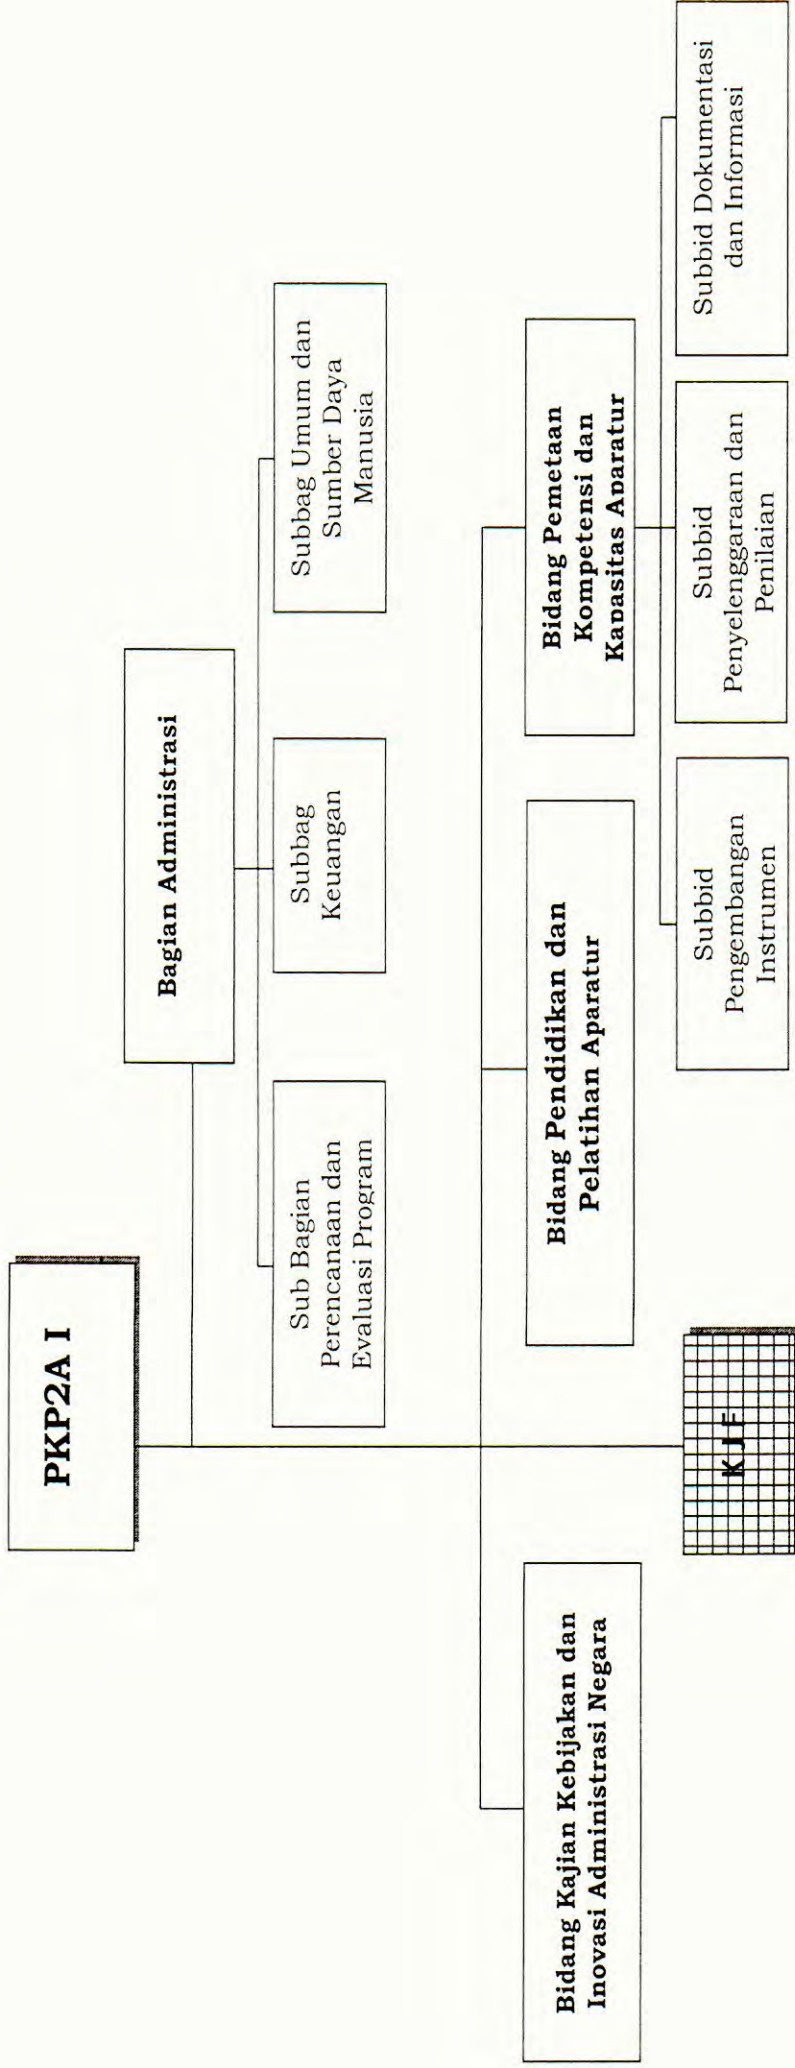 PKP2A I
Bagian Administrasi
Sub Bagian
Perencanaan dan
Evaluasi Program
Subbag
Keuangan
Subbag Umum dan
Sumber Daya
Manusia
Bidang Kajian Kebijakan dan
Inovasi Administrasi Negara
Bidang Pendidikan dan
Pelatihan Aparatur
Bidang Pemetaan
Kompetensi dan
Kapasitas Aparatur
KJF
Subbid
Pengembangan
Instrumen
Subbid
Penyelenggaraan dan
Penilaian
Subbid Dokumentasi
dan Informasi